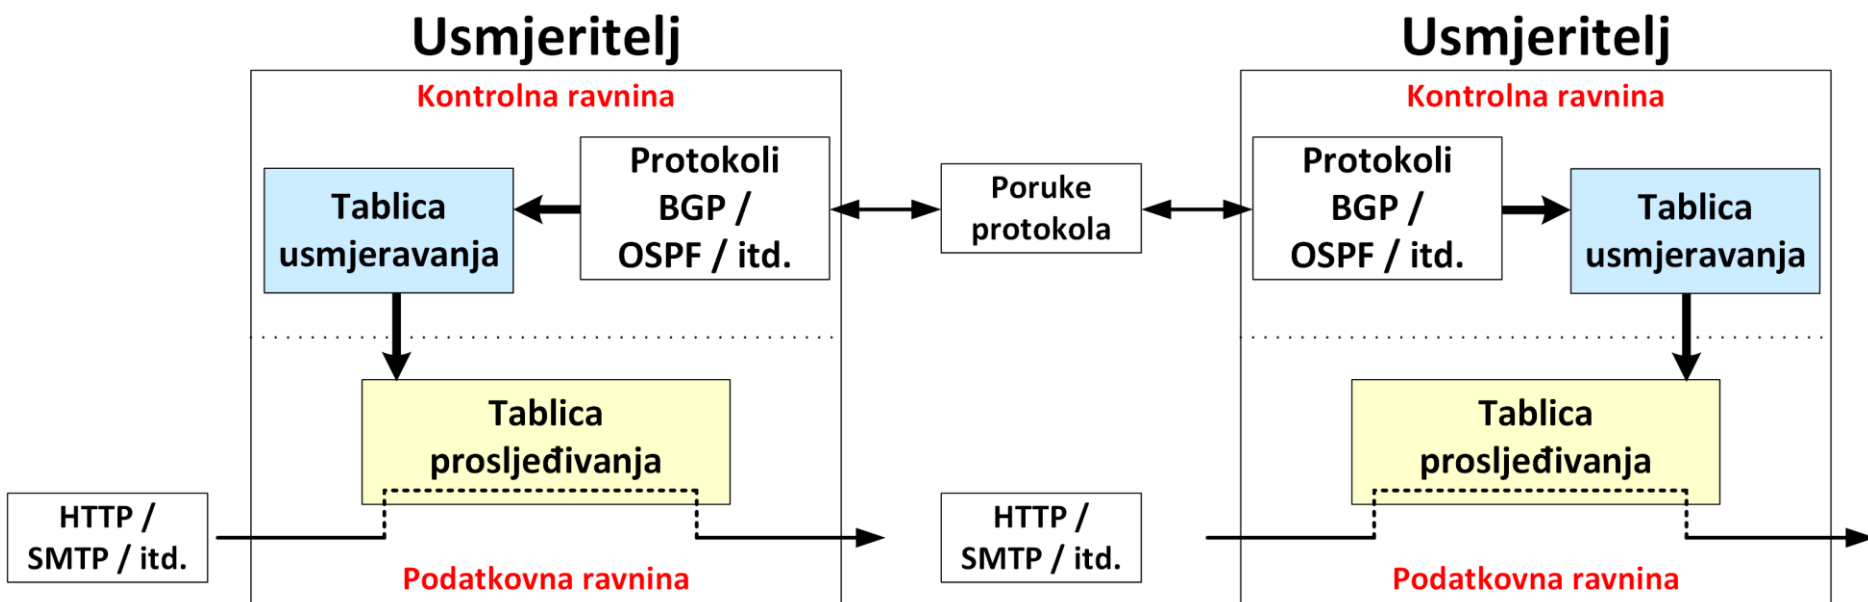 Usmjeritelj
Kontrolna ravnina
Tablica
usmjeravanja
Protokoli
BGP /
OSPF / itd.
Tablica
prosljeđivanja
HTTP /
SMTP / itd.
Podatkovna ravnina
Poruke
protokola
HTTP /
SMTP / itd.
Usmjeritelj
Kontrolna ravnina
Protokoli
BGP /
OSPF / itd.
Tablica
usmjeravanja
Tablica
prosljeđivanja
Podatkovna ravnina